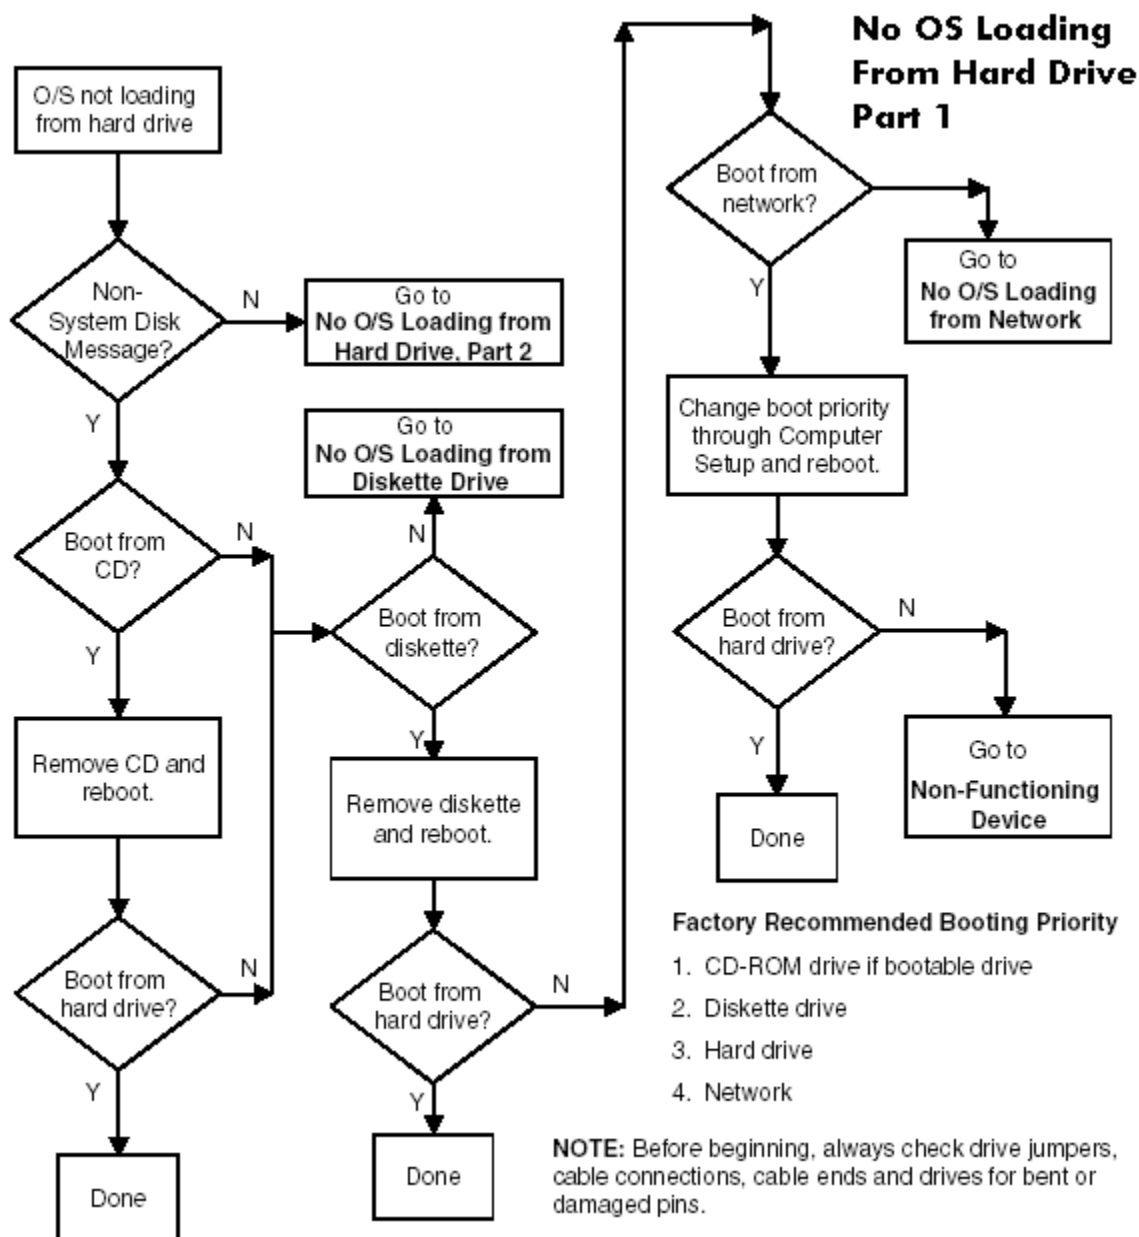 No OS Loading
From Hard Drive
Part 1
O/S not loading
from hard drive
Non-
System Disk
Message?
N
Go to
No O/S Loading from
Hard Drive, Part 2
Y
Boot from
CD?
N
Y
Remove CD and
reboot.
Boot from
hard drive?
N
Y
Done
Go to
No O/S Loading from
Diskette Drive
N
Boot from
diskette?
Y
Remove diskette
and reboot.
Boot from
hard drive?
N
Y
Done
Boot from
network?
Go to
No O/S Loading
from Network
Y
Change boot priority
through Computer
Setup and reboot.
Boot from
hard drive?
N
Go to
Non-Functioning
Device
Y
Done
Factory Recommended Booting Priority
1. CD-ROM drive if bootable drive
2. Diskette drive
3. Hard drive
4. Network
NOTE: Before beginning, always check drive jumpers,
cable connections, cable ends and drives for bent or
damaged pins.